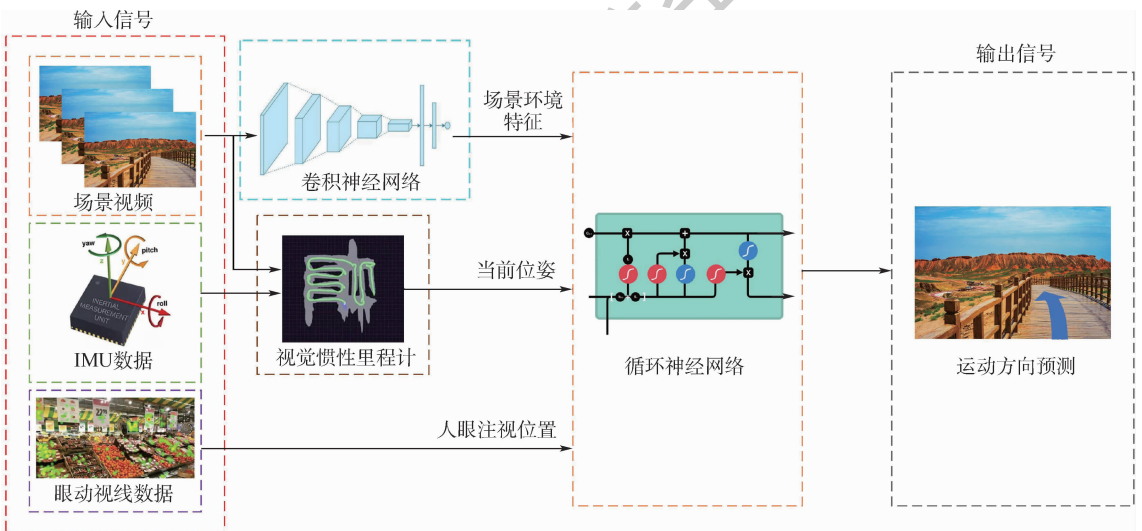 输入信号
场景视频
yaw
pitch
z
y
x
roll
INERTIAL
MEASUREMENT
UNIT
IMU数据
眼动视线数据
卷积神经网络
视觉惯性里程计
场景环境
特征
当前位姿
人眼注视位置
循环神经网络
输出信号
运动方向预测